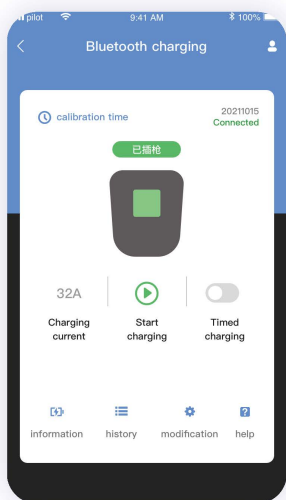 pilot 9:41 AM 100%
Bluetooth charging
calibration time
20211015
Connected
已插枪
32A
Charging current
Start charging
Timed charging
information history modification help